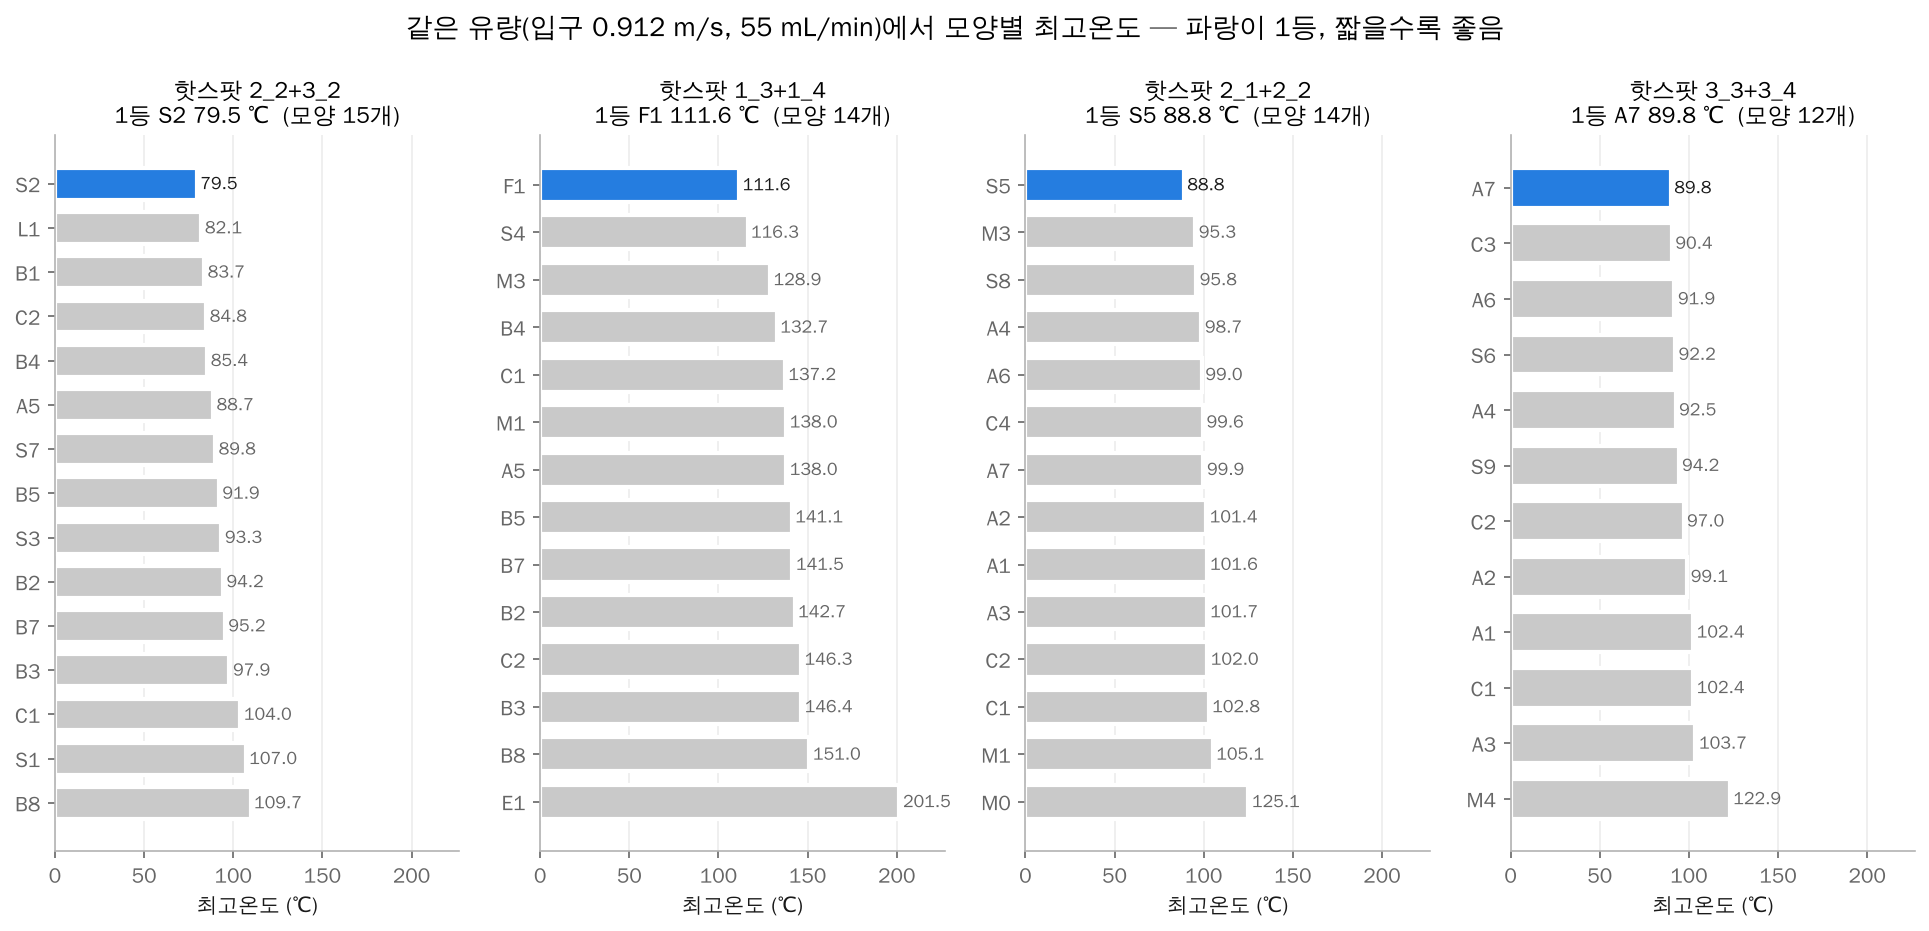 같은 유량(입구 0.912 m/s, 55 mL/min)에서 모양별 최고온도 — 파랑이 1등, 짧을수록 좋음
핫스팟 2_2+3_2
1등 S2 79.5 ℃ (모양 15개)
S2 79.5
L1 82.1
B1 83.7
C2 84.8
B4 85.4
A5 88.7
S7 89.8
B5 91.9
S3 93.3
B2 94.2
B7 95.2
B3 97.9
C1 104.0
S1 107.0
B8 109.7
0 50 100 150 200
최고온도 (℃)
핫스팟 1_3+1_4
1등 F1 111.6 ℃ (모양 14개)
F1 111.6
S4 116.3
M3 128.9
B4 132.7
C1 137.2
M1 138.0
A5 138.0
B5 141.1
B7 141.5
B2 142.7
C2 146.3
B3 146.4
B8 151.0
E1 201.5
0 50 100 150 200
최고온도 (℃)
핫스팟 2_1+2_2
1등 S5 88.8 ℃ (모양 14개)
S5 88.8
M3 95.3
S8 95.8
A4 98.7
A6 99.0
C4 99.6
A7 99.9
A2 101.4
A1 101.6
A3 101.7
C2 102.0
C1 102.8
M1 105.1
M0 125.1
0 50 100 150 200
최고온도 (℃)
핫스팟 3_3+3_4
1등 A7 89.8 ℃ (모양 12개)
A7 89.8
C3 90.4
A6 91.9
S6 92.2
A4 92.5
S9 94.2
C2 97.0
A2 99.1
A1 102.4
C1 102.4
A3 103.7
M4 122.9
0 50 100 150 200
최고온도 (℃)